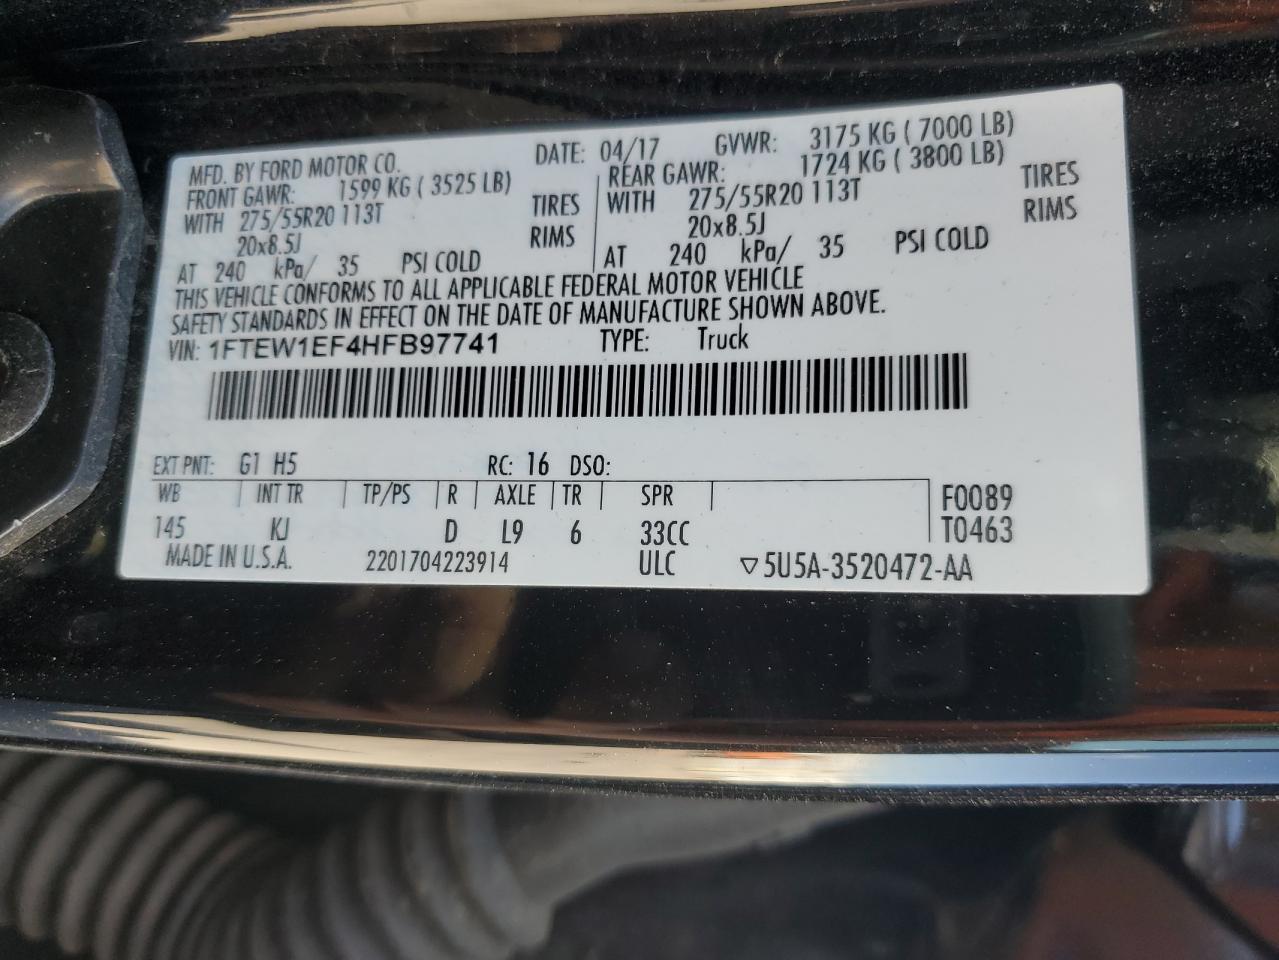 MFD. BY FORD MOTOR CO. DATE: 04/17 GVWR: 3175 KG ( 7000 LB)
FRONT GAWR: 1599 KG ( 3525 LB) REAR GAWR: 1724 KG ( 3800 LB)
WITH 275/55R20 113T TIRES WITH 275/55R20 113T TIRES
20x8.5J RIMS 20x8.5J RIMS
AT 240 kPa/ 35 PSI COLD AT 240 kPa/ 35 PSI COLD
THIS VEHICLE CONFORMS TO ALL APPLICABLE FEDERAL MOTOR VEHICLE
SAFETY STANDARDS IN EFFECT ON THE DATE OF MANUFACTURE SHOWN ABOVE.
VIN: 1FTEW1EF4HFB97741 TYPE: Truck
EXT PNT: G1 H5 RC: 16 DSO:
WB INT TR TP/PS R AXLE TR SPR F0089
145 KJ D L9 6 33CC T0463
MADE IN U.S.A. 2201704223914 ULC ▽5U5A-3520472-AA